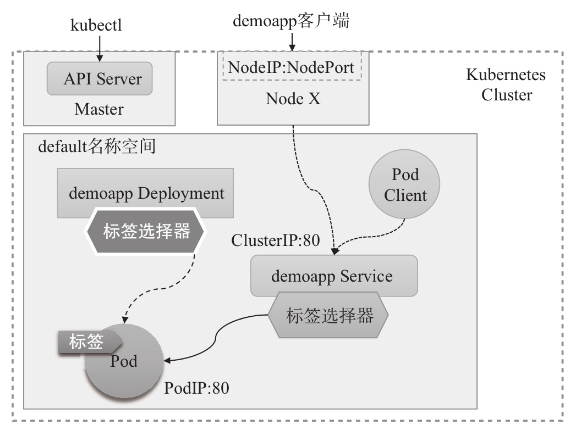 kubectl
demoapp客户端
API Server
Master
NodeIP:NodePort
Node X
Kubernetes
Cluster
default名称空间
demoapp Deployment
标签选择器
Pod
Client
ClusterIP:80
demoapp Service
标签选择器
标签
Pod
PodIP:80